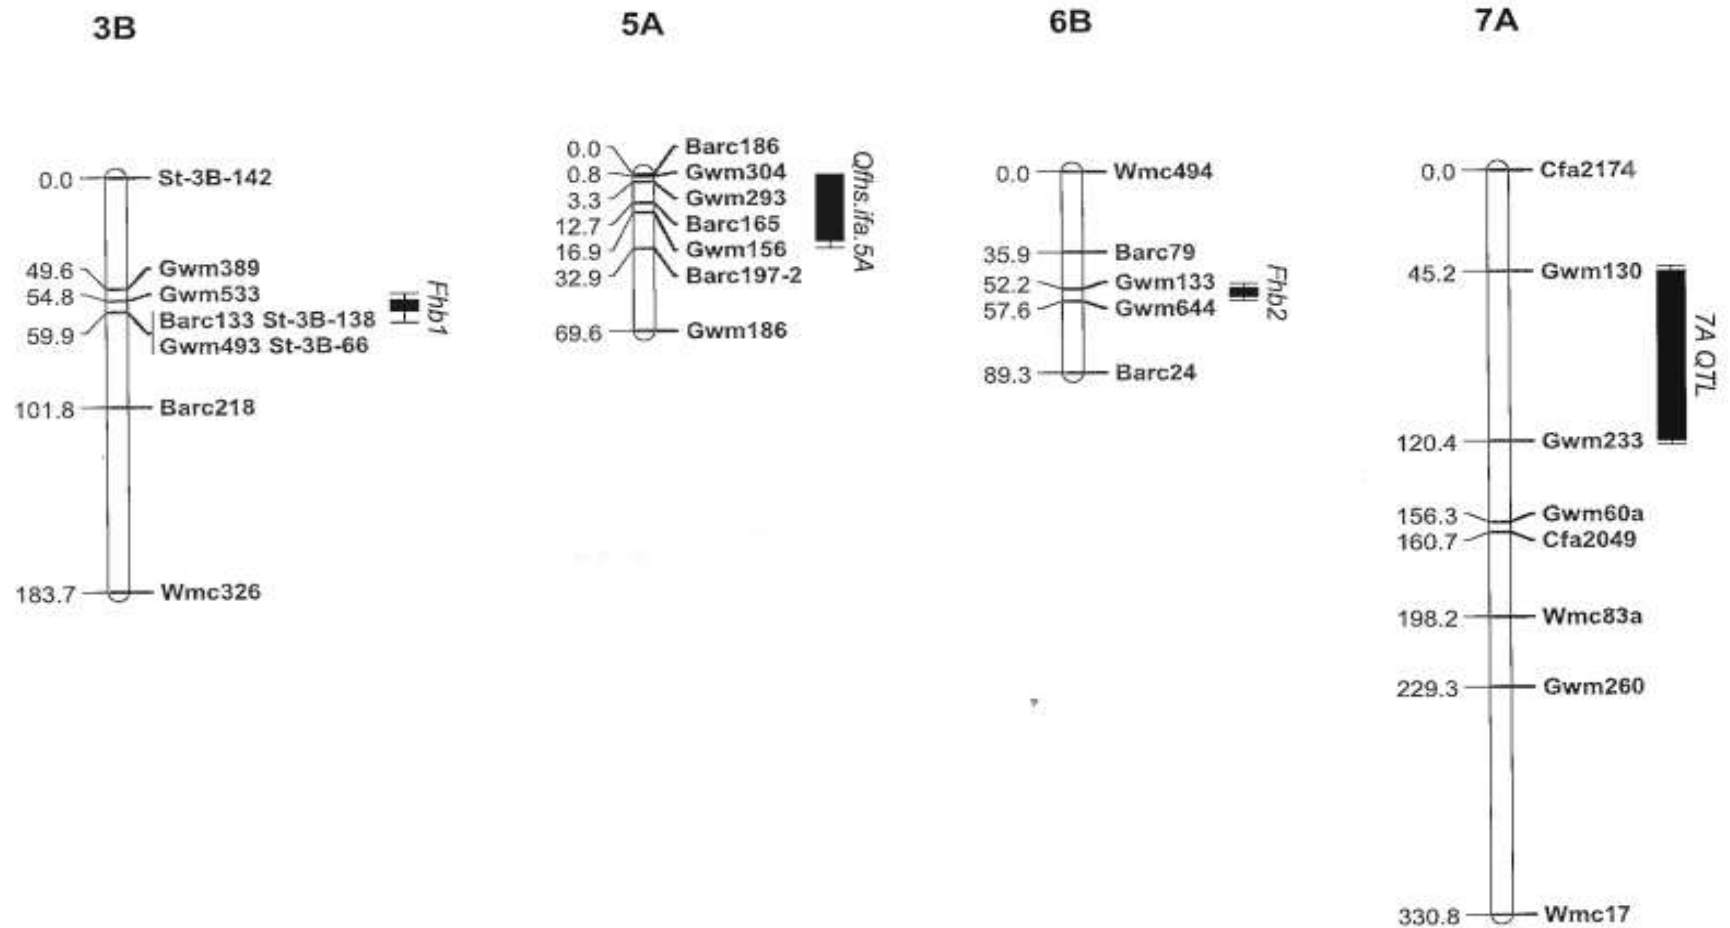 3B
0.0 St-3B-142
49.6 Gwm389
54.8 Gwm533
59.9 Barc133 St-3B-138
Gwm493 St-3B-66
101.8 Barc218
183.7 Wmc326
Fhb1
5A
0.0 Barc186
0.8 Gwm304
3.3 Gwm293
12.7 Barc165
16.9 Gwm156
32.9 Barc197-2
69.6 Gwm186
Qfhs.ifa.5A
6B
0.0 Wmc494
35.9 Barc79
52.2 Gwm133
57.6 Gwm644
89.3 Barc24
Fhb2
7A
0.0 Cfa2174
45.2 Gwm130
120.4 Gwm233
156.3 Gwm60a
160.7 Cfa2049
198.2 Wmc83a
229.3 Gwm260
330.8 Wmc17
7A QTL